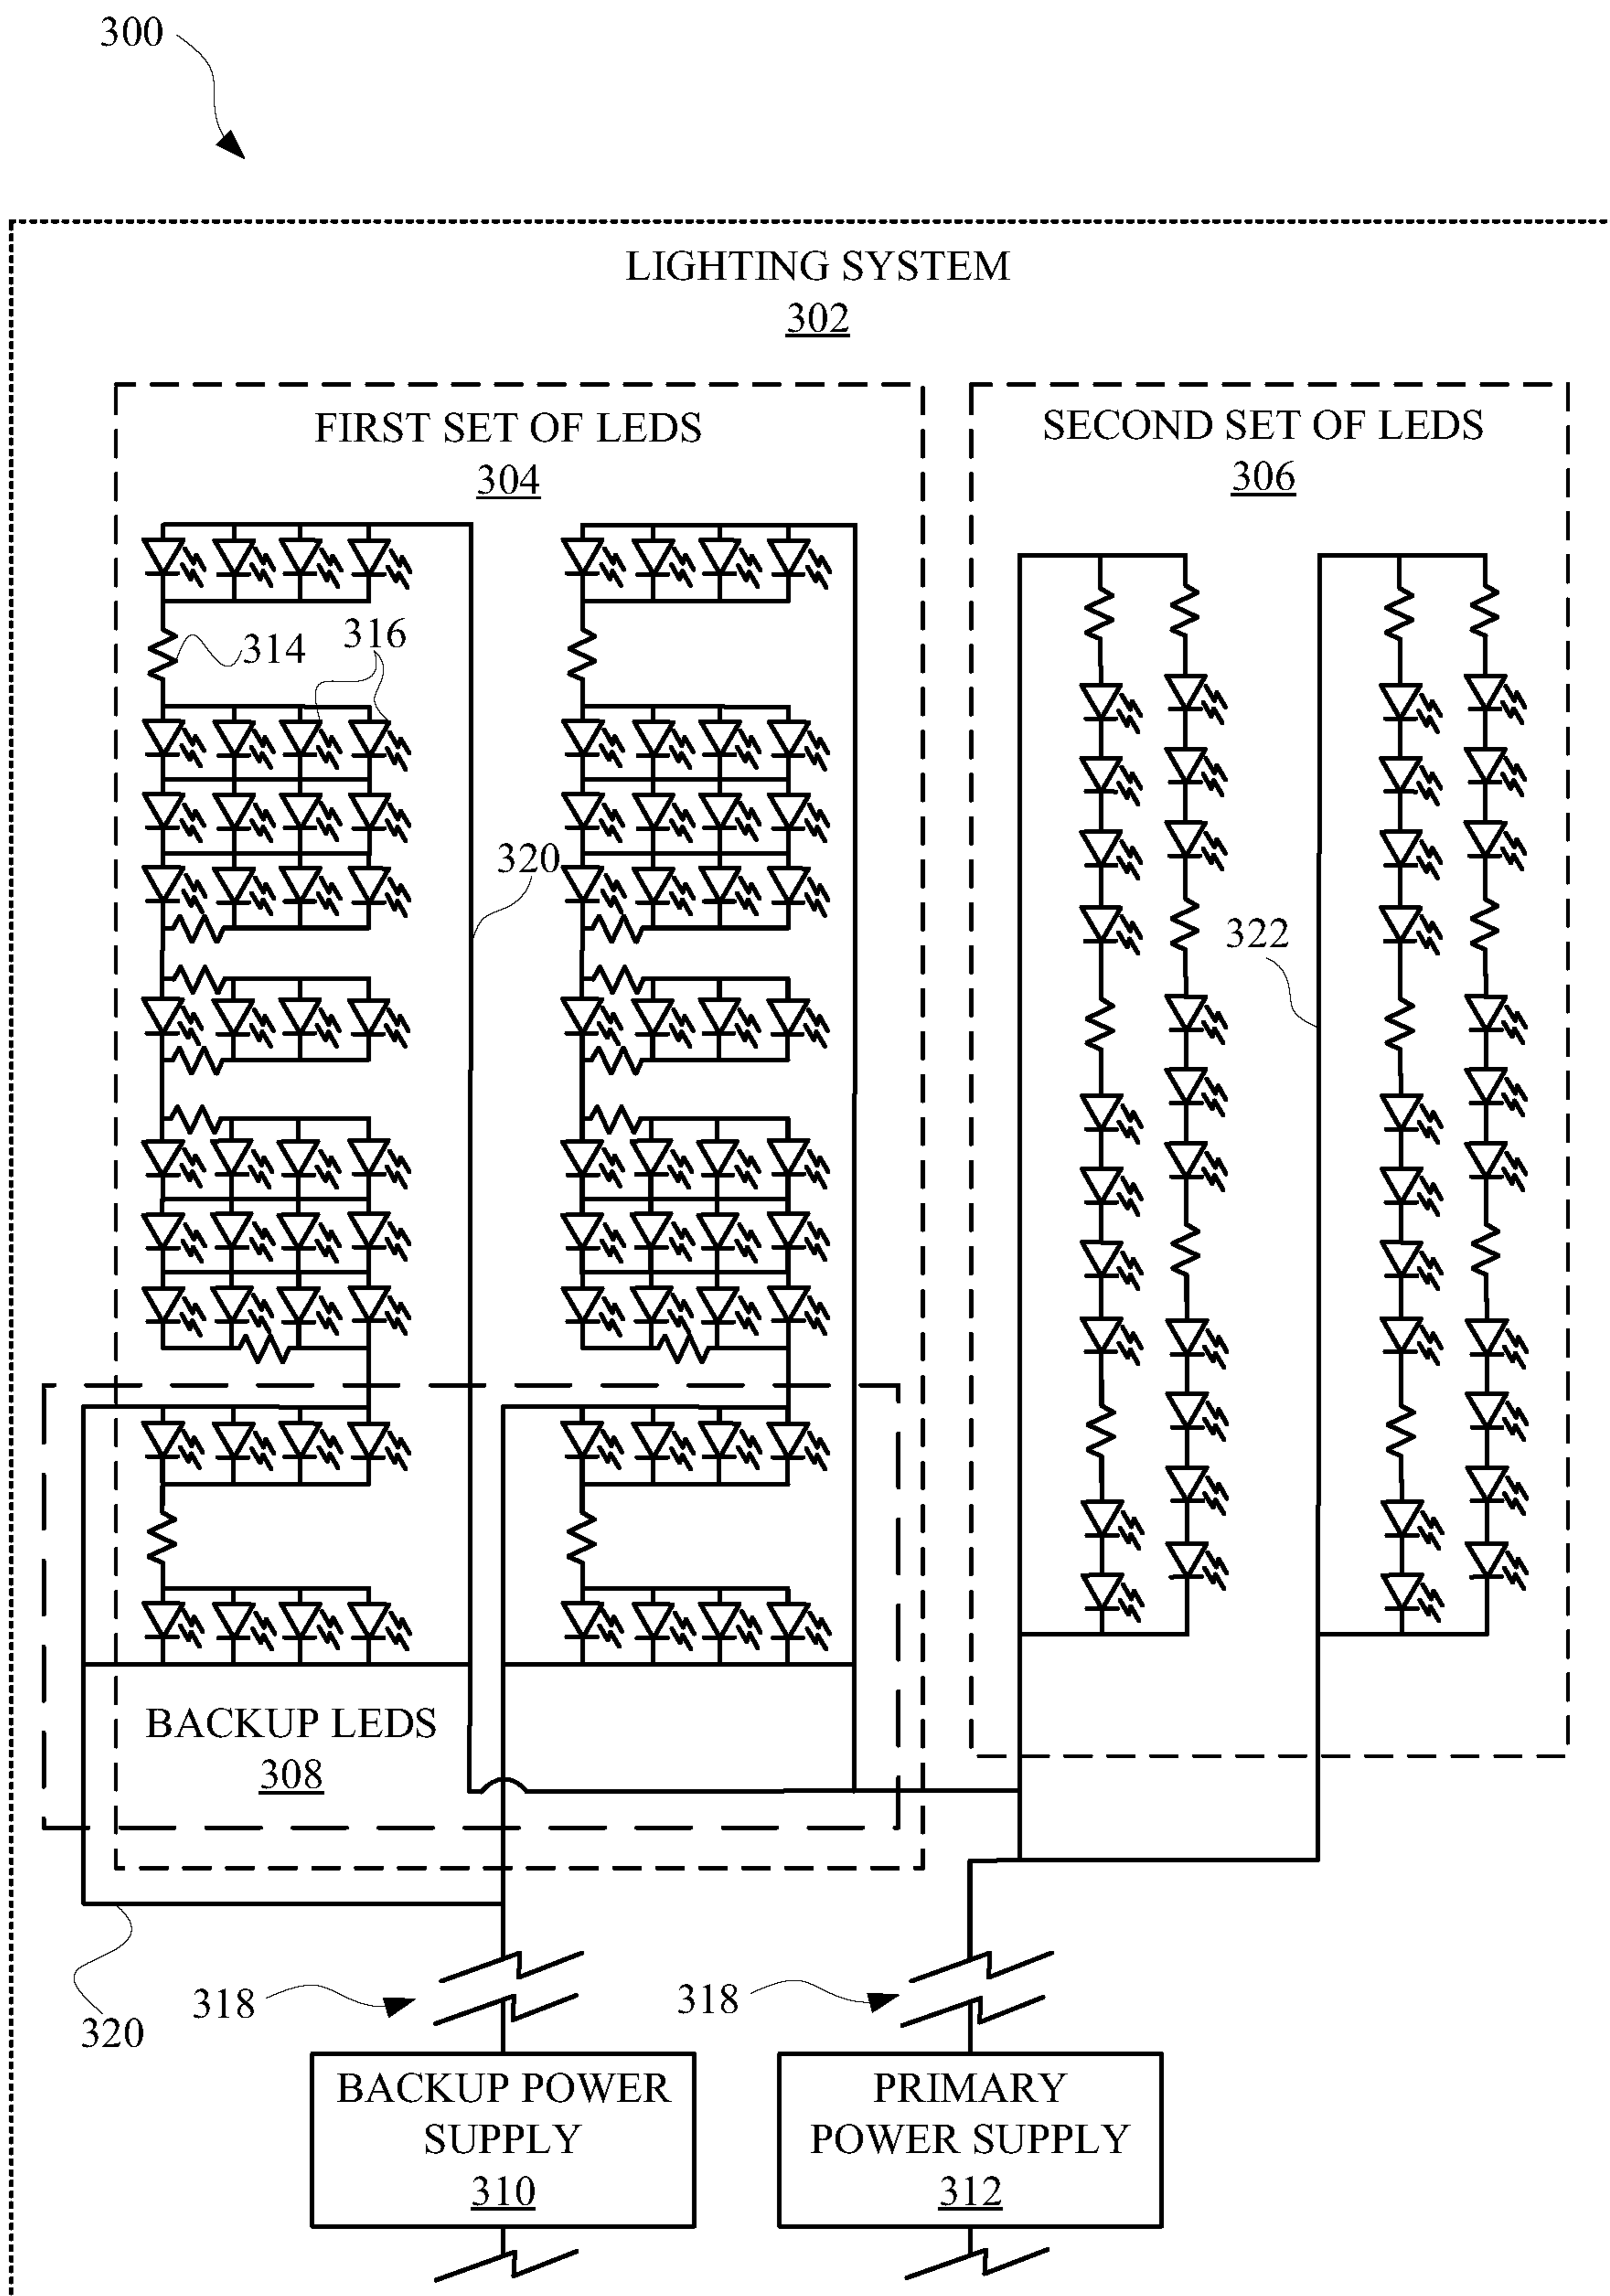 300
LIGHTING SYSTEM
302
FIRST SET OF LEDS
304
SECOND SET OF LEDS
306
314
316
320
322
BACKUP LEDS
308
318
318
320
BACKUP POWER
SUPPLY
310
PRIMARY
POWER SUPPLY
312